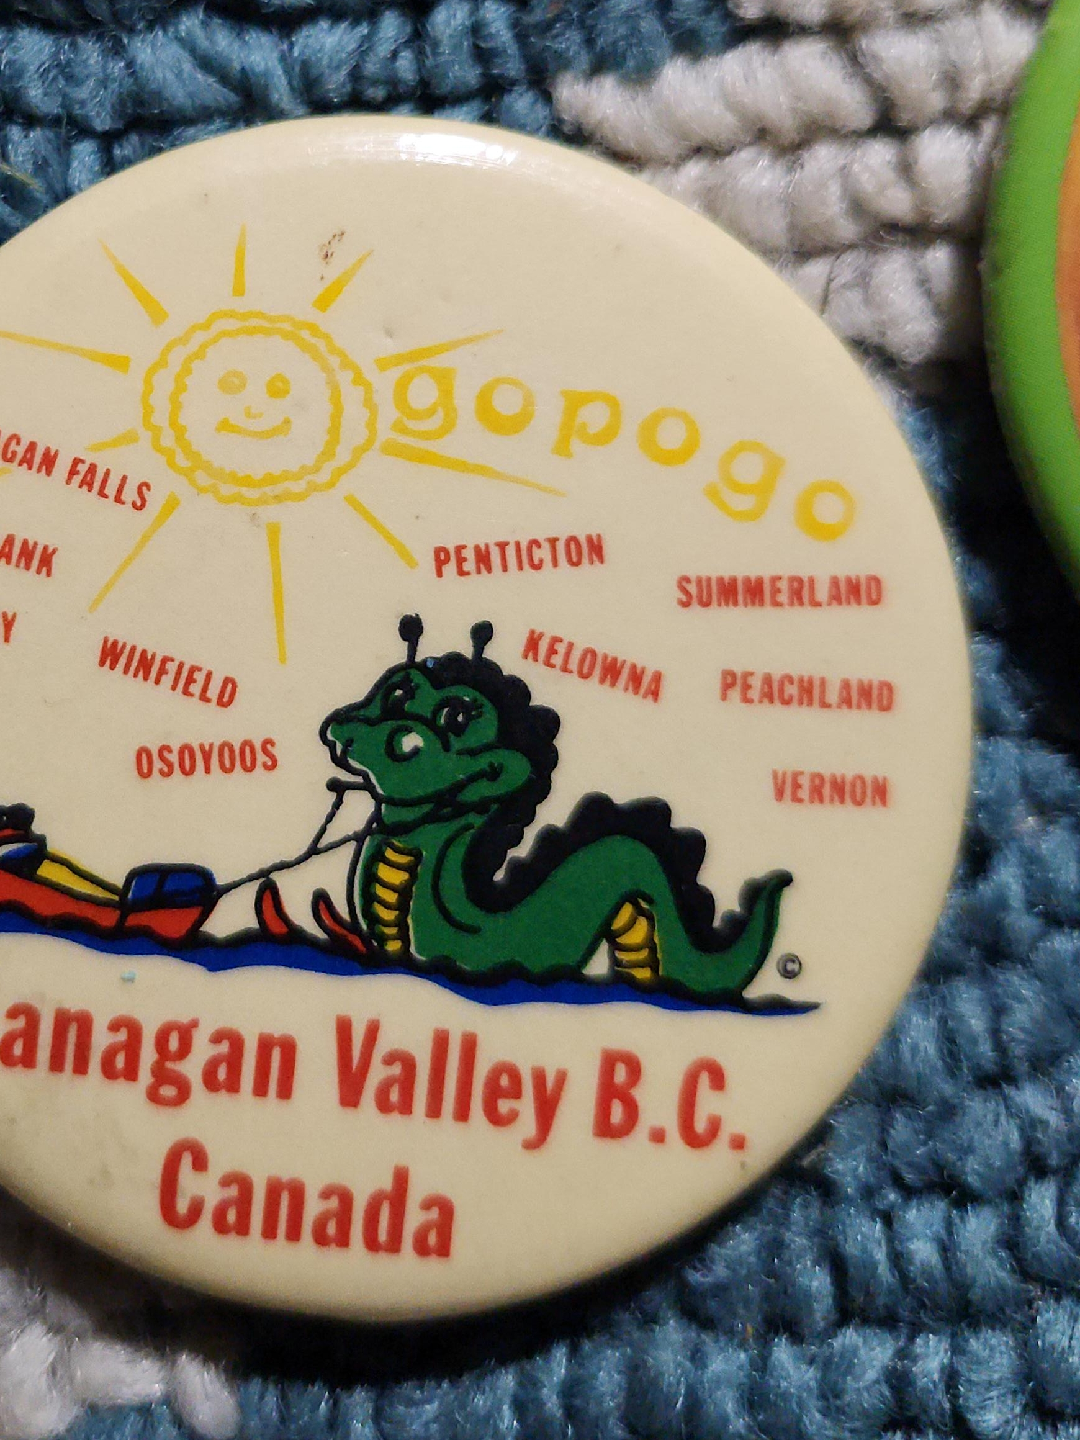 gopogo
GAN FALLS
PENTICTON
SUMMERLAND
ANK
Y
WINFIELD
KELOWNA
PEACHLAND
OSOYOOS
VERNON
©
anagan Valley B.C.
Canada